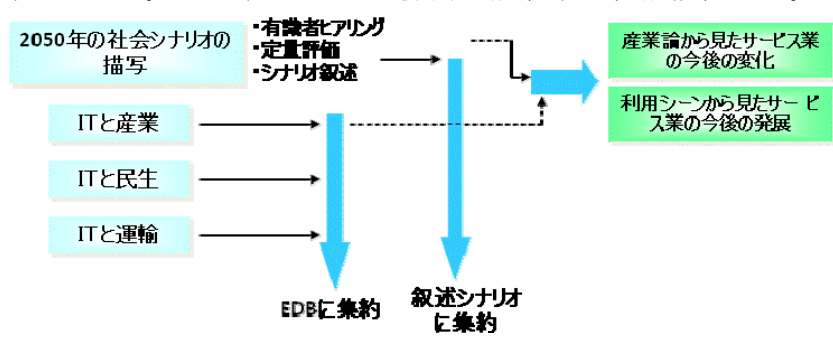 2050年の社会シナリオの
描写
・有識者ヒアリング
・定量評価
・シナリオ叙述
産業論から見たサービス業
の今後の変化
利用シーンから見たサービ
ス業の今後の発展
ITと産業
ITと民生
ITと運輸
EDBに集約
叙述シナリオ
に集約